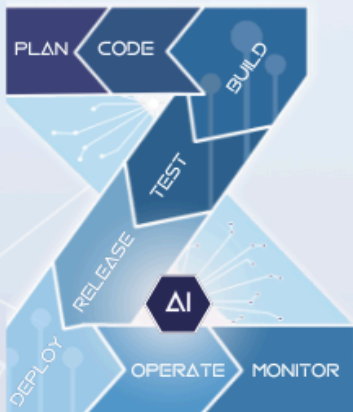 PLAN
CODE
BUILD
TEST
RELEASE
AI
DEPLOY
OPERATE
MONITOR